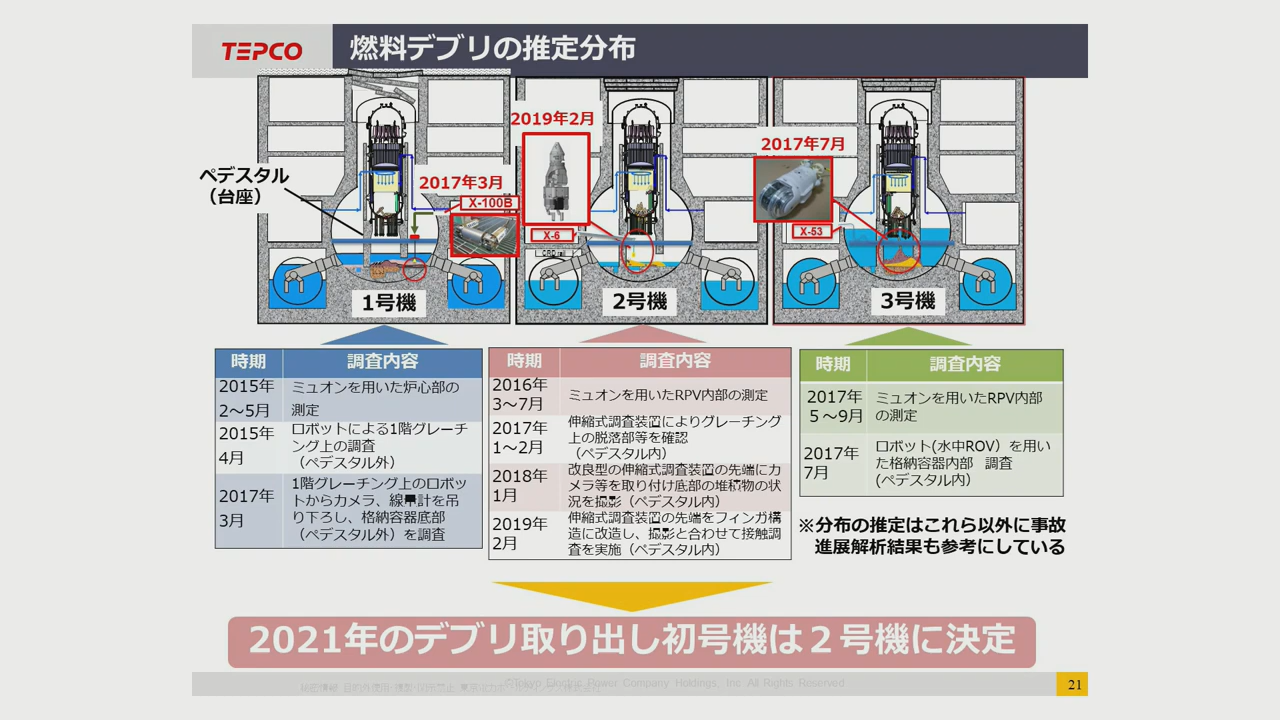 TEPCO
燃料デブリの推定分布
ペデスタル
（台座）
2017年3月
X-100B
2019年2月
X-6
2017年7月
X-53
1号機
2号機
3号機
時期 調査内容
2015年
2～5月
ミュオンを用いた炉心部の
測定
2015年
4月
ロボットによる1階グレーチ
ング上の調査
（ペデスタル外）
2017年
3月
1階グレーチング上のロボッ
トからカメラ、線量計を吊
り下ろし、格納容器底部
（ペデスタル外）を調査
時期 調査内容
2016年
3～7月
ミュオンを用いたRPV内部の測定
2017年
1～2月
伸縮式調査装置によりグレーチング
上の脱落部等を確認
（ペデスタル内）
2018年
1月
改良型の伸縮式調査装置の先端にカ
メラ等を取り付け底部の堆積物の状
況を撮影（ペデスタル内）
2019年
2月
伸縮式調査装置の先端をフィンガ構
造に改造し、撮影と合わせて接触調
査を実施（ペデスタル内）
時期 調査内容
2017年
５～9月
ミュオンを用いたRPV内部
の測定
2017年
7月
ロボット(水中ROV）を用い
た格納容器内部　調査
(ペデスタル内）
※分布の推定はこれら以外に事故
進展解析結果も参考にしている
2021年のデブリ取り出し初号機は２号機に決定
©Tokyo Electric Power Company Holdings, Inc. All Rights Reserved
21